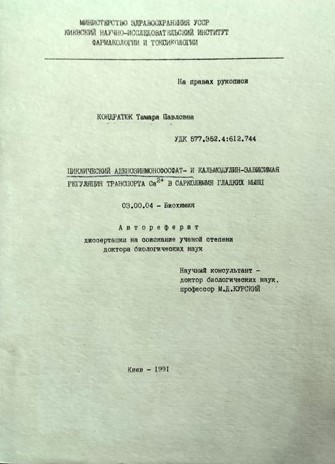 МИНИСТЕРСТВО ЗДРАВООХРАНЕНИЯ УССР
КИЕВСКИЙ НАУЧНО-ИССЛЕДОВАТЕЛЬСКИЙ ИНСТИТУТ
ФАРМАКОЛОГИИ И ТОКСИКОЛОГИИ
На правах рукописи
КОНДРАТЮК Тамара Павловна
УДК 577.352.4:612.744
ЦИКЛИЧЕСКИЙ АДЕНОЗИНМОНОФОСФАТ- И КАЛЬМОДУЛИН-ЗАВИСИМАЯ
РЕГУЛЯЦИЯ ТРАНСПОРТА Ca²⁺ В САРКОЛЕММЕ ГЛАДКИХ МЫШЦ
03.00.04 - Биохимия
Автореферат
диссертации на соискание ученой степени
доктора биологических наук
Научный консультант -
доктор биологических наук,
профессор М.Д.КУРСКИЙ
Киев - 1991